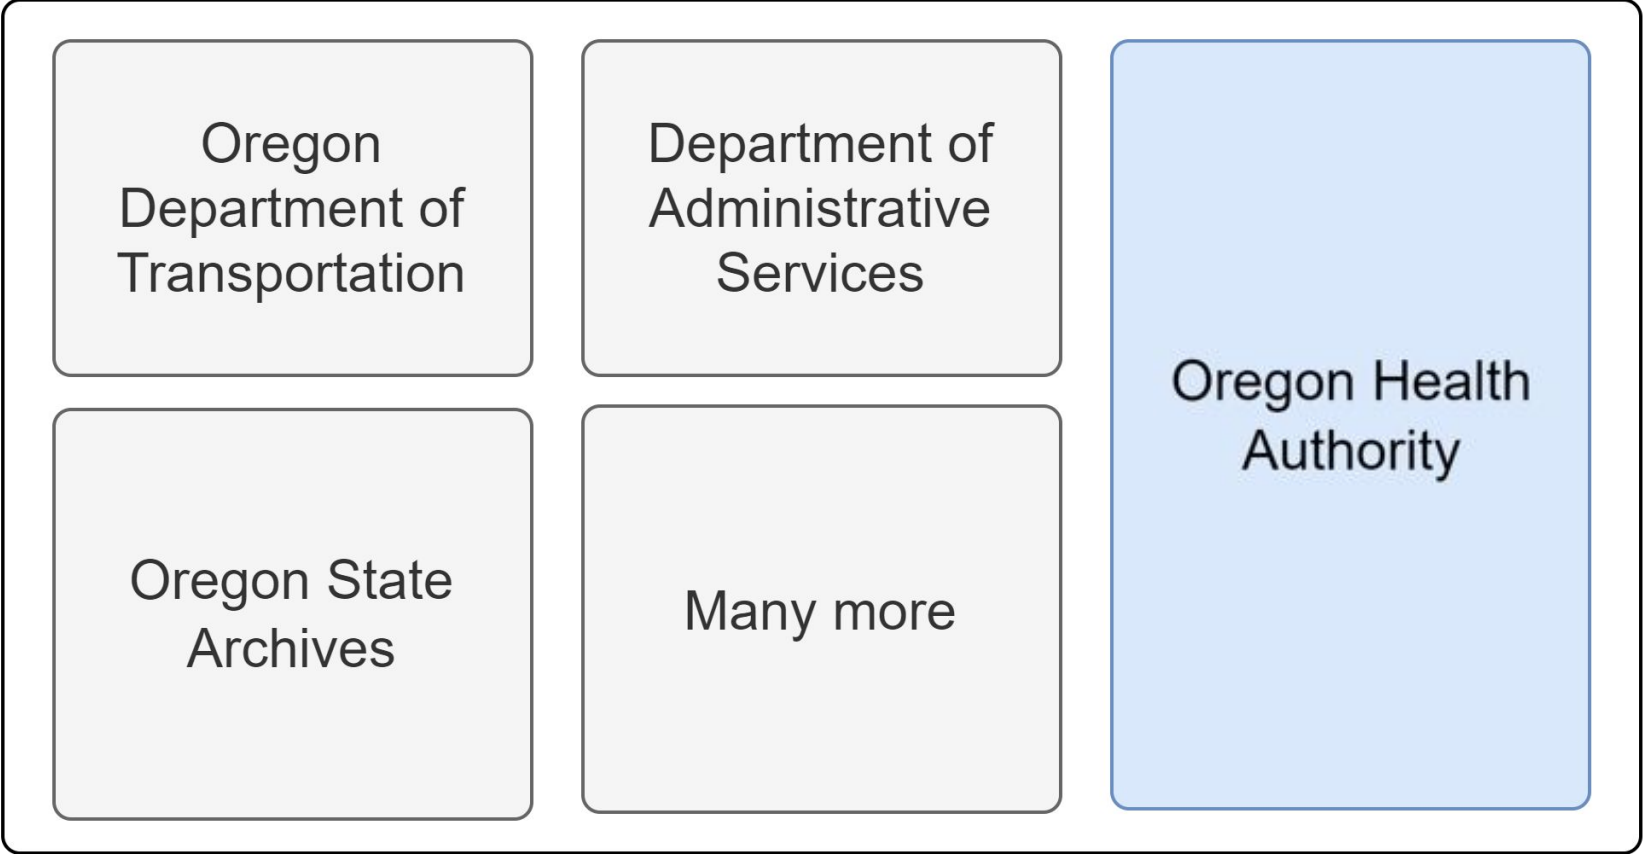 Oregon
Department of
Transportation
Department of
Administrative
Services
Oregon Health
Authority
Oregon State
Archives
Many more